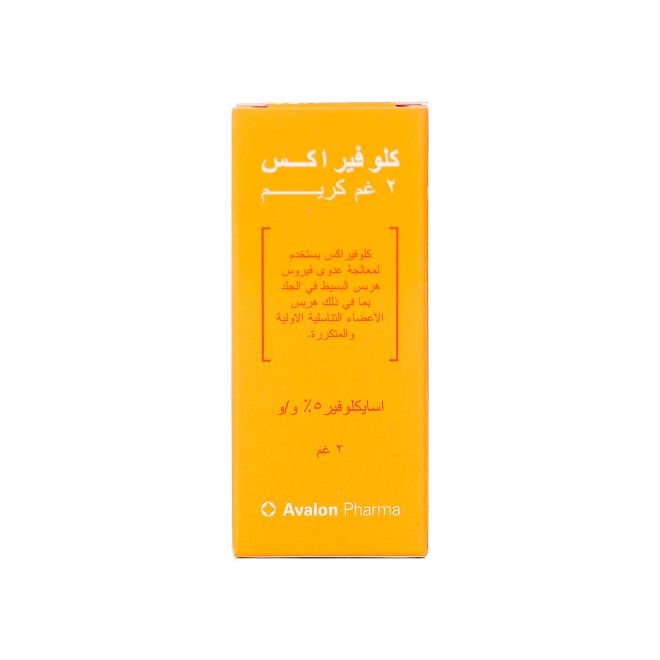 كلوفيراكس
٢ غم كريم
كلوفيراكس يستخدم
لمعالجة عدوى فيروس
هربس البسيط في الجلد
بما في ذلك هربس
الاعضاء التناسلية الاولية
والمتكررة.
اسايكلوفير ٥٪ و/و
٢ غم
Avalon Pharma